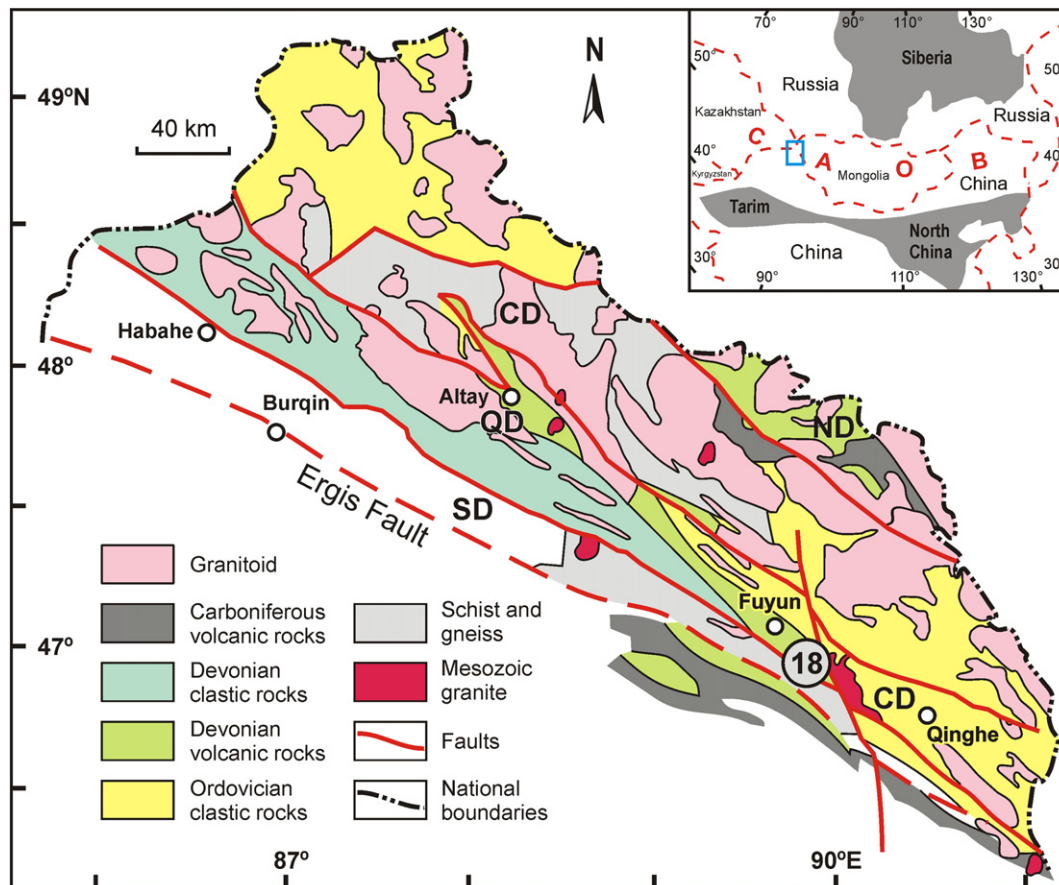 49°N
40 km
N
Habahe
48°
Burqin
Altay
QD
CD
ND
Ergis Fault
SD
Fuyun
18
47°
CD
Qinghe
87°
90°E
Granitoid
Carboniferous
volcanic rocks
Devonian
clastic rocks
Devonian
volcanic rocks
Ordovician
clastic rocks
Schist and
gneiss
Mesozoic
granite
Faults
National
boundaries
70°
90°
110°
130°
50°
50°
Siberia
Russia
Kazakhstan
Russia
C
40°
A
O
B
40°
Kyrgyzstan
Mongolia
China
Tarim
North
China
China
30°
30°
90°
110°
130°